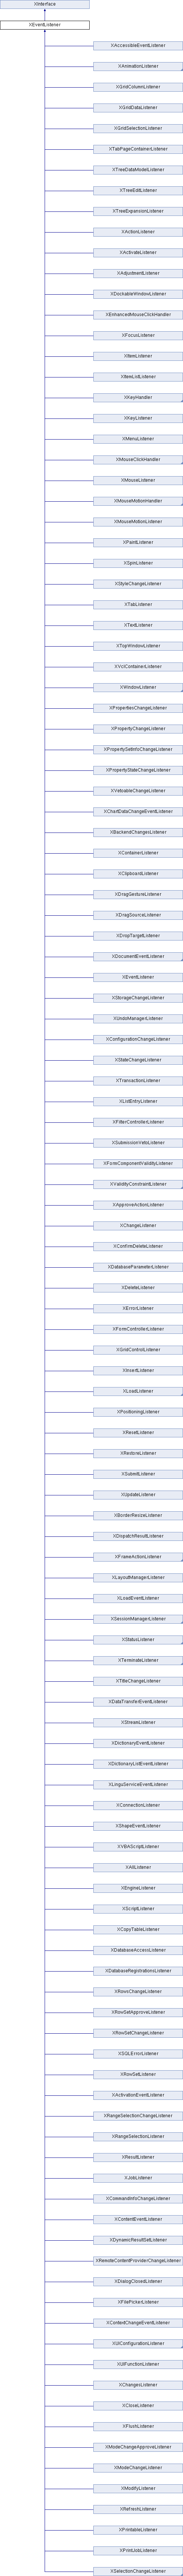 XInterface
XEventListener
XAccessibleEventListener
XAnimationListener
XGridColumnListener
XGridDataListener
XGridSelectionListener
XTabPageContainerListener
XTreeDataModelListener
XTreeEditListener
XTreeExpansionListener
XActionListener
XActivateListener
XAdjustmentListener
XDockableWindowListener
XEnhancedMouseClickHandler
XFocusListener
XItemListener
XItemListListener
XKeyHandler
XKeyListener
XMenuListener
XMouseClickHandler
XMouseListener
XMouseMotionHandler
XMouseMotionListener
XPaintListener
XSpinListener
XStyleChangeListener
XTabListener
XTextListener
XTopWindowListener
XVclContainerListener
XWindowListener
XPropertiesChangeListener
XPropertyChangeListener
XPropertySetInfoChangeListener
XPropertyStateChangeListener
XVetoableChangeListener
XChartDataChangeEventListener
XBackendChangesListener
XContainerListener
XClipboardListener
XDragGestureListener
XDragSourceListener
XDropTargetListener
XDocumentEventListener
XEventListener
XStorageChangeListener
XUndoManagerListener
XConfigurationChangeListener
XStateChangeListener
XTransactionListener
XListEntryListener
XFilterControllerListener
XSubmissionVetoListener
XFormComponentValidityListener
XValidityConstraintListener
XApproveActionListener
XChangeListener
XConfirmDeleteListener
XDatabaseParameterListener
XDeleteListener
XErrorListener
XFormControllerListener
XGridControlListener
XInsertListener
XLoadListener
XPositioningListener
XResetListener
XRestoreListener
XSubmitListener
XUpdateListener
XBorderResizeListener
XDispatchResultListener
XFrameActionListener
XLayoutManagerListener
XLoadEventListener
XSessionManagerListener
XStatusListener
XTerminateListener
XTitleChangeListener
XDataTransferEventListener
XStreamListener
XDictionaryEventListener
XDictionaryListEventListener
XLinguServiceEventListener
XConnectionListener
XShapeEventListener
XVBAScriptListener
XAllListener
XEngineListener
XScriptListener
XCopyTableListener
XDatabaseAccessListener
XDatabaseRegistrationsListener
XRowsChangeListener
XRowSetApproveListener
XRowSetChangeListener
XSQLErrorListener
XRowSetListener
XActivationEventListener
XRangeSelectionChangeListener
XRangeSelectionListener
XResultListener
XJobListener
XCommandInfoChangeListener
XContentEventListener
XDynamicResultSetListener
XRemoteContentProviderChangeListener
XDialogClosedListener
XFilePickerListener
XContextChangeEventListener
XUIConfigurationListener
XUIFunctionListener
XChangesListener
XCloseListener
XFlushListener
XModeChangeApproveListener
XModeChangeListener
XModifyListener
XRefreshListener
XPrintableListener
XPrintJobListener
XSelectionChangeListener